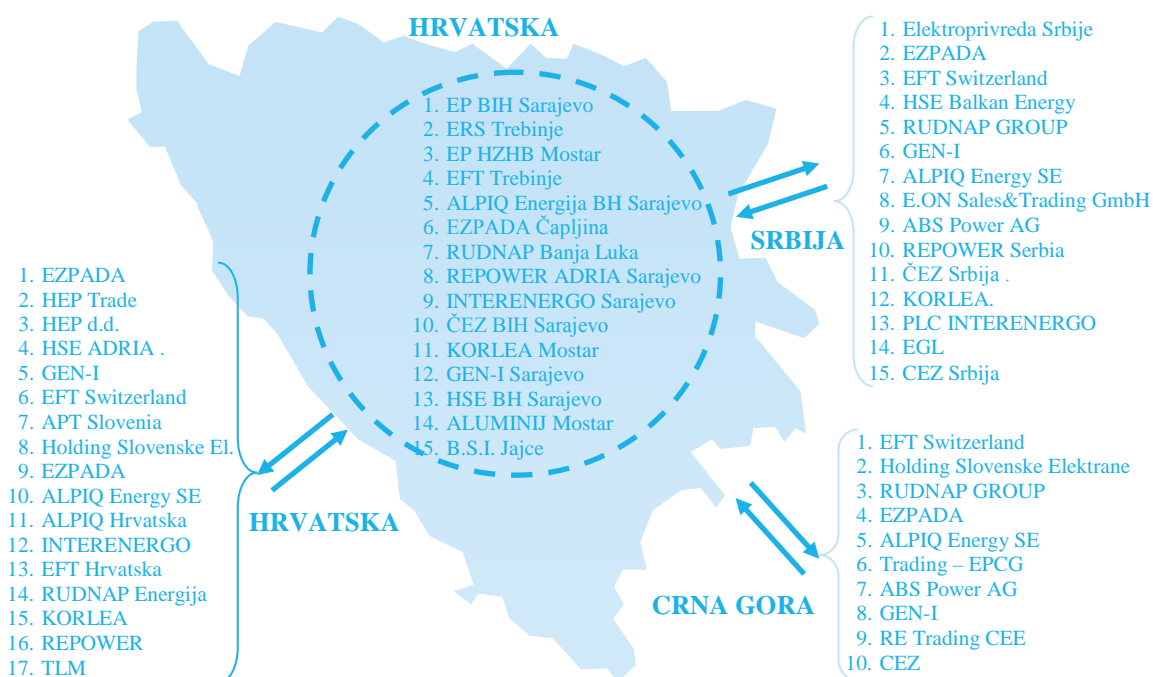 HRVATSKA
1. EP BIH Sarajevo
2. ERS Trebinje
3. EP HZHB Mostar
4. EFT Trebinje
5. ALPIQ Energija BH Sarajevo
6. EZPADA Čapljina
7. RUDNAP Banja Luka
8. REPOWER ADRIA Sarajevo
9. INTERENERGO Sarajevo
10. ČEZ BIH Sarajevo
11. KORLEA Mostar
12. GEN-I Sarajevo
13. HSE BH Sarajevo
14. ALUMINIJ Mostar
15. B.S.I. Jajce
1. Elektroprivreda Srbije
2. EZPADA
3. EFT Switzerland
4. HSE Balkan Energy
5. RUDNAP GROUP
6. GEN-I
7. ALPIQ Energy SE
8. E.ON Sales&Trading GmbH
9. ABS Power AG
10. REPOWER Serbia
11. ČEZ Srbija .
12. KORLEA.
13. PLC INTERENERGO
14. EGL
15. CEZ Srbija
SRBIJA
1. EZPADA
2. HEP Trade
3. HEP d.d.
4. HSE ADRIA .
5. GEN-I
6. EFT Switzerland
7. APT Slovenia
8. Holding Slovenske El.
9. EZPADA
10. ALPIQ Energy SE
11. ALPIQ Hrvatska
12. INTERENERGO
13. EFT Hrvatska
14. RUDNAP Energija
15. KORLEA
16. REPOWER
17. TLM
HRVATSKA
CRNA GORA
1. EFT Switzerland
2. Holding Slovenske Elektrane
3. RUDNAP GROUP
4. EZPADA
5. ALPIQ Energy SE
6. Trading – EPCG
7. ABS Power AG
8. GEN-I
9. RE Trading CEE
10. CEZ